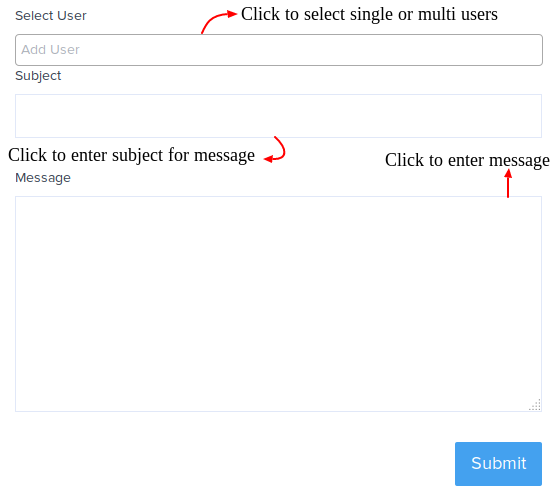 Select User
Click to select single or multi users
Add User
Subject
Click to enter subject for message
Click to enter message
Message
Submit